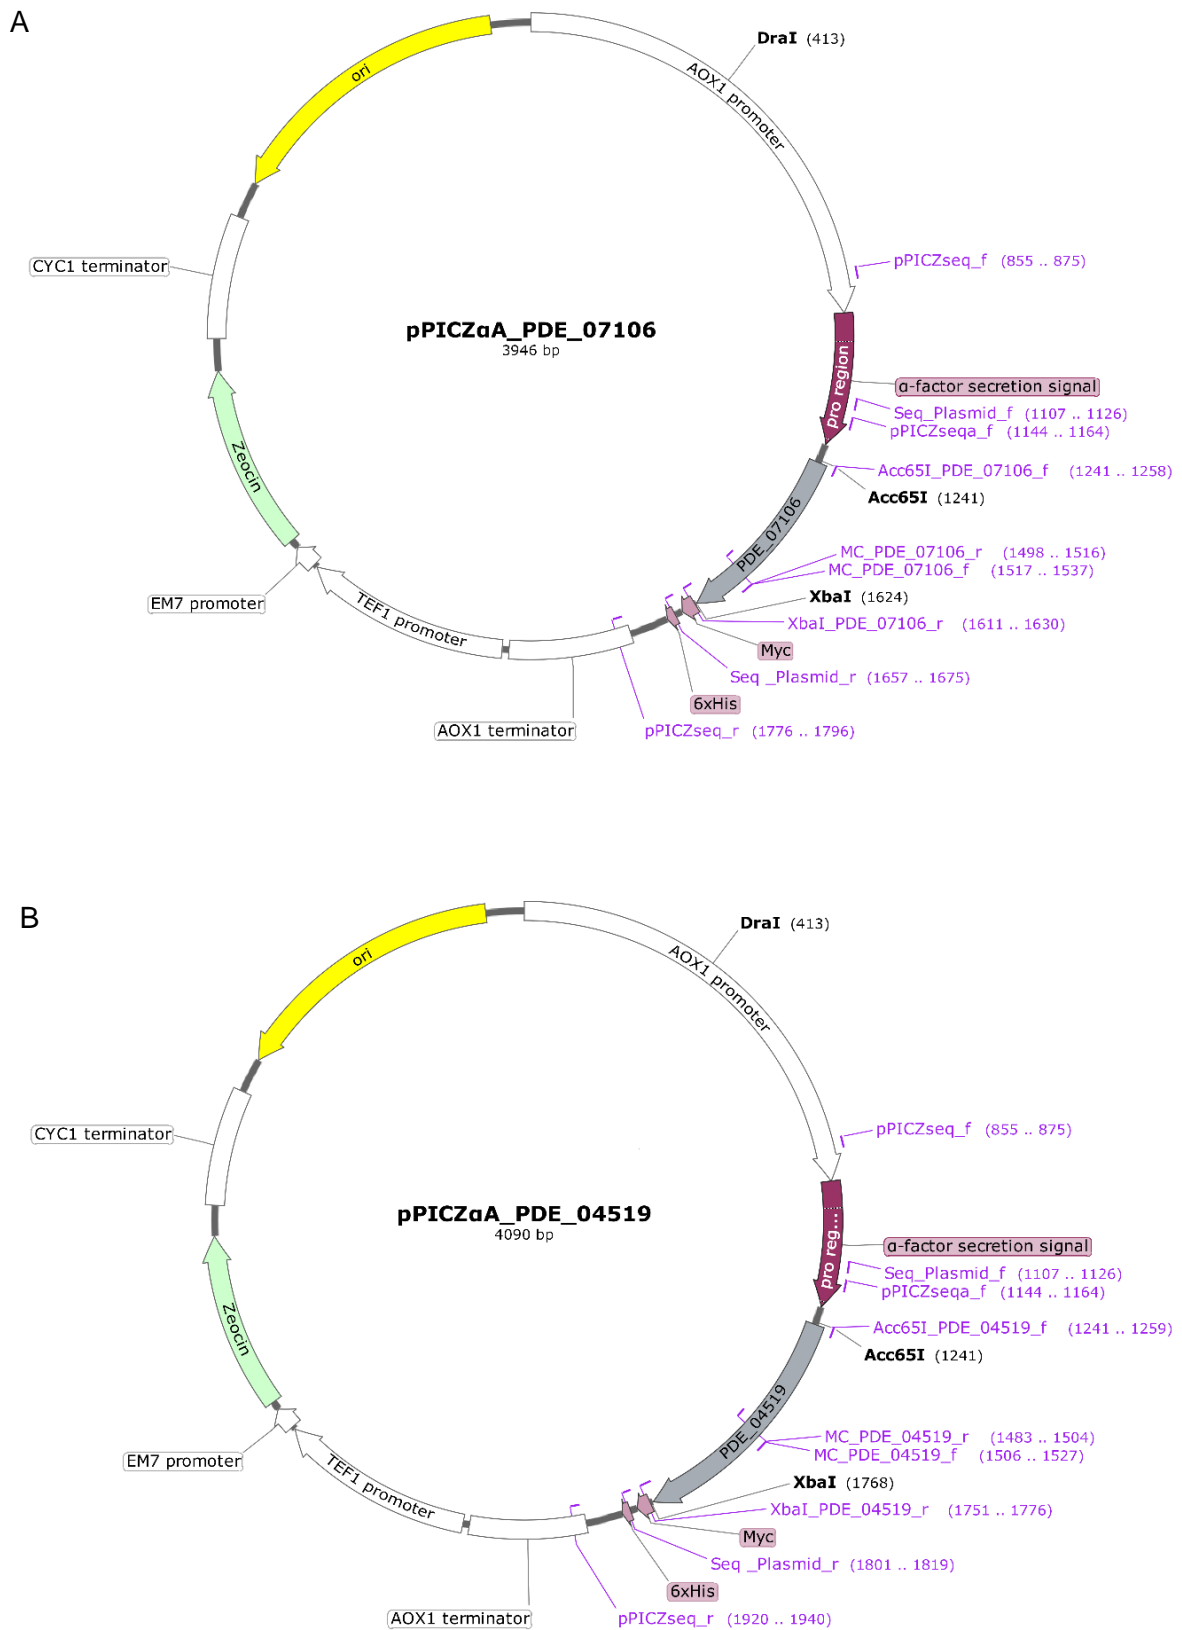 A
ori
AOX1 promoter
DraI (413)
pPICZseq_f (855 .. 875)
CYC1 terminator
pPICZαA_PDE_07106
3946 bp
pro region
α-factor secretion signal
Seq_Plasmid_f (1107 .. 1126)
pPICZseqa_f (1144 .. 1164)
Zeocin
Acc65I_PDE_07106_f (1241 .. 1258)
Acc65I (1241)
PDE_07106
MC_PDE_07106_r (1498 .. 1516)
MC_PDE_07106_f (1517 .. 1537)
XbaI (1624)
EM7 promoter
TEF1 promoter
XbaI_PDE_07106_r (1611 .. 1630)
Myc
Seq _Plasmid_r (1657 .. 1675)
6xHis
AOX1 terminator
pPICZseq_r (1776 .. 1796)
B
ori
AOX1 promoter
DraI (413)
pPICZseq_f (855 .. 875)
CYC1 terminator
pPICZαA_PDE_04519
4090 bp
pro reg...
α-factor secretion signal
Seq_Plasmid_f (1107 .. 1126)
pPICZseqa_f (1144 .. 1164)
Zeocin
Acc65I_PDE_04519_f (1241 .. 1259)
Acc65I (1241)
PDE_04519
MC_PDE_04519_r (1483 .. 1504)
MC_PDE_04519_f (1506 .. 1527)
EM7 promoter
TEF1 promoter
XbaI (1768)
XbaI_PDE_04519_r (1751 .. 1776)
Myc
Seq _Plasmid_r (1801 .. 1819)
6xHis
AOX1 terminator
pPICZseq_r (1920 .. 1940)